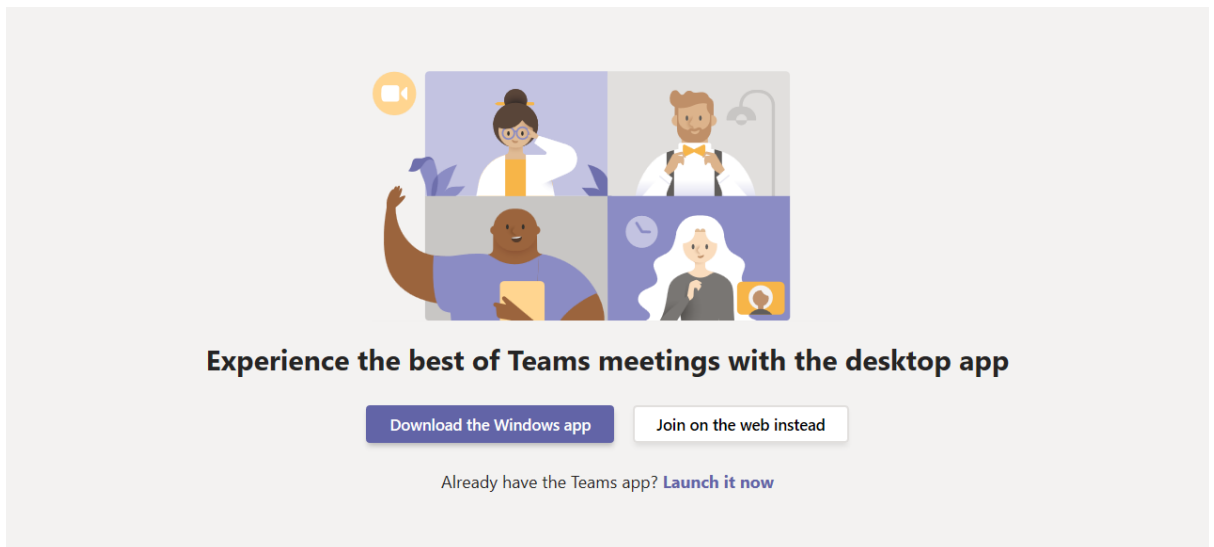 Experience the best of Teams meetings with the desktop app
Download the Windows app
Join on the web instead
Already have the Teams app? Launch it now